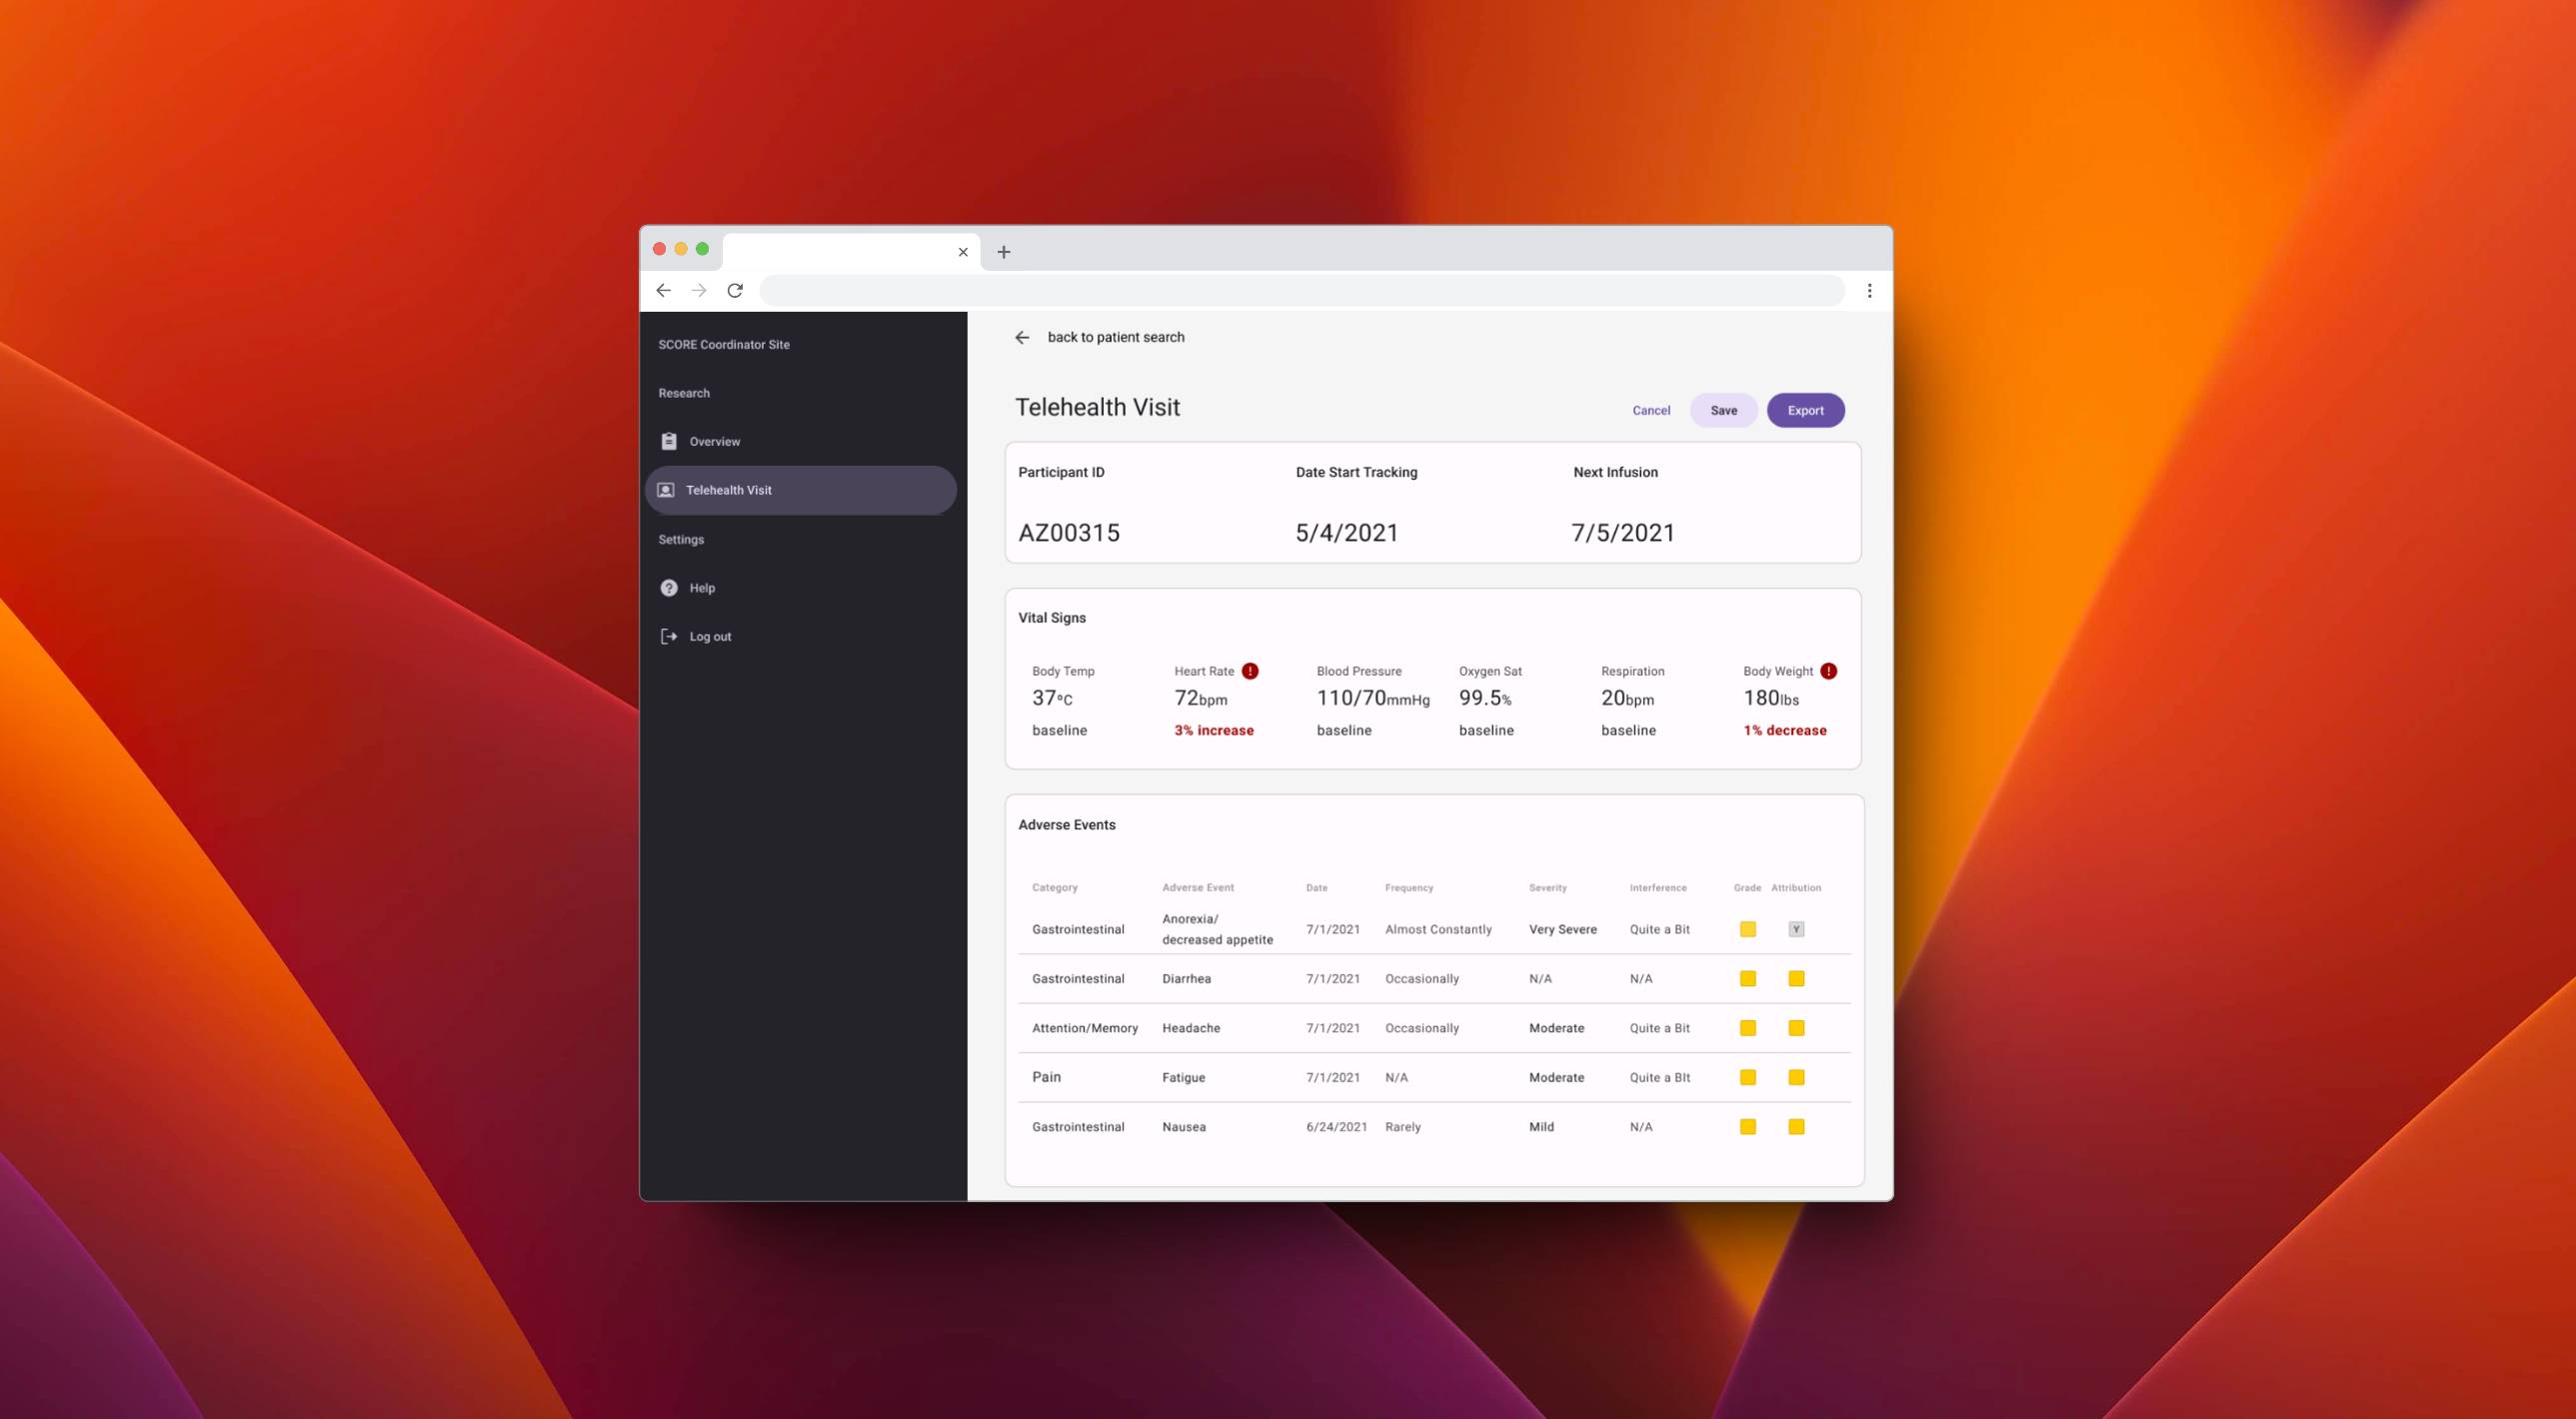 SCORE Coordinator Site
Research
Overview
Telehealth Visit
Settings
Help
Log out
back to patient search
Telehealth Visit
Cancel Save Export
Participant ID Date Start Tracking Next Infusion
AZ00315 5/4/2021 7/5/2021
Vital Signs
Body Temp Heart Rate ! Blood Pressure Oxygen Sat Respiration Body Weight !
37°C 72bpm 110/70mmHg 99.5% 20bpm 180lbs
baseline 3% increase baseline baseline baseline 1% decrease
Adverse Events
Category Adverse Event Date Frequency Severity Interference Grade Attribution
Gastrointestinal Anorexia/ 7/1/2021 Almost Constantly Very Severe Quite a Bit Y
decreased appetite
Gastrointestinal Diarrhea 7/1/2021 Occasionally N/A N/A
Attention/Memory Headache 7/1/2021 Occasionally Moderate Quite a Bit
Pain Fatigue 7/1/2021 N/A Moderate Quite a BIt
Gastrointestinal Nausea 6/24/2021 Rarely Mild N/A